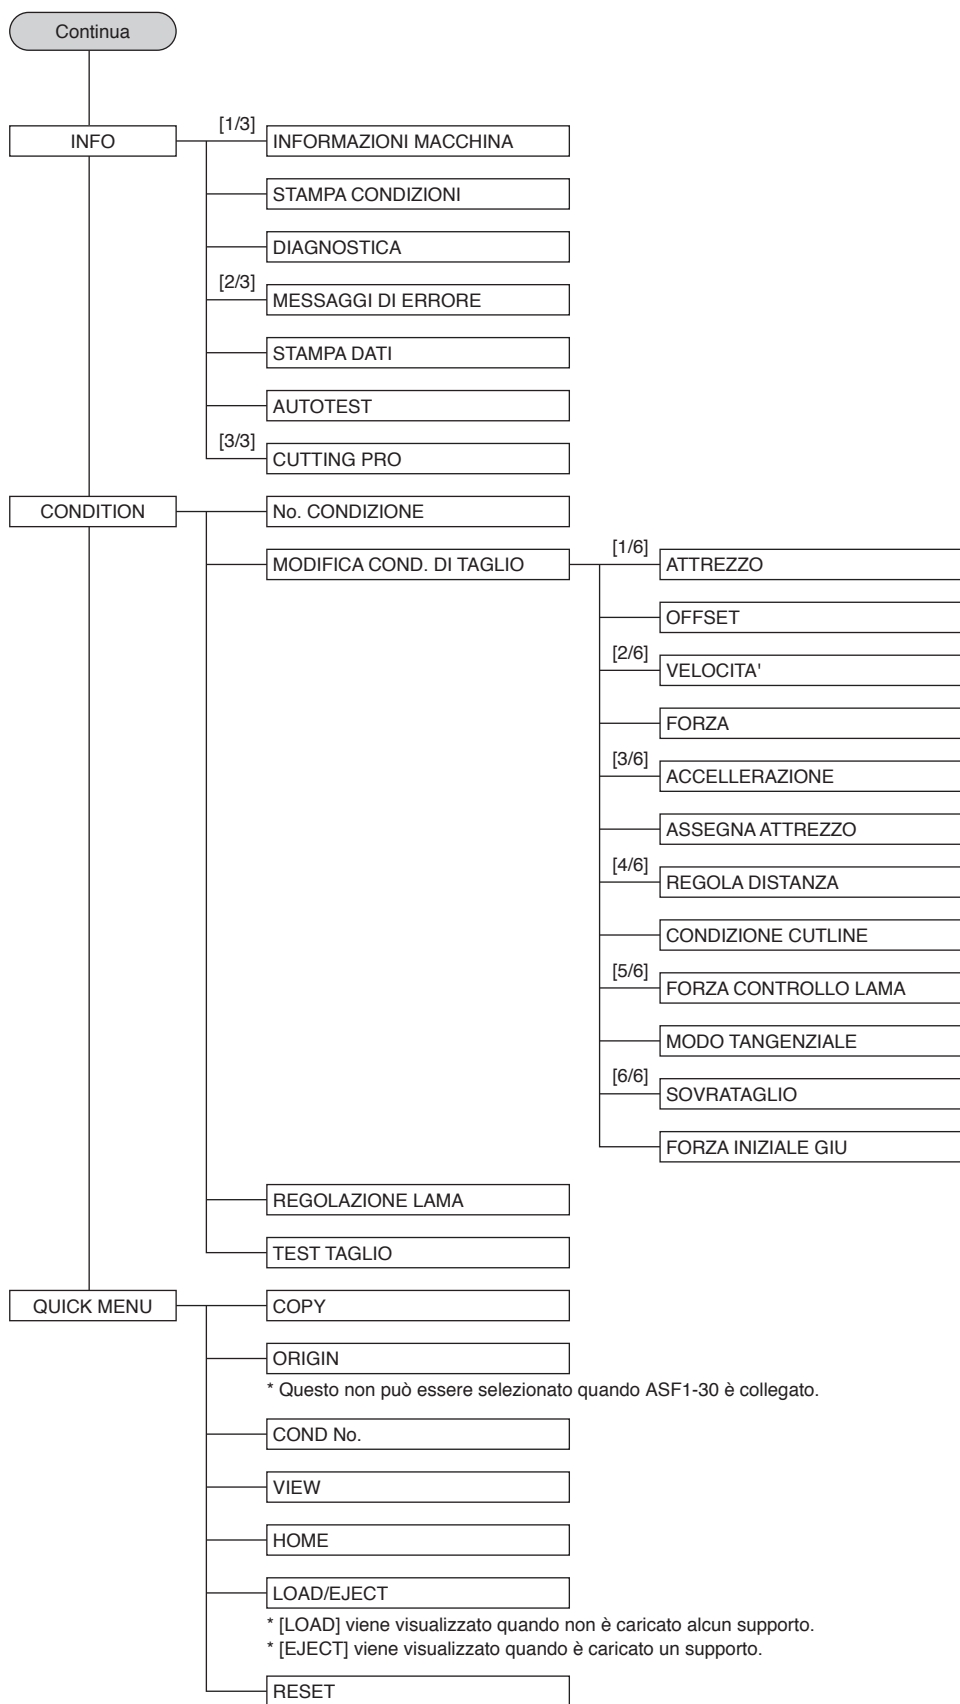 Continua
INFO
[1/3]
INFORMAZIONI MACCHINA
STAMPA CONDIZIONI
DIAGNOSTICA
[2/3]
MESSAGGI DI ERRORE
STAMPA DATI
AUTOTEST
[3/3]
CUTTING PRO
CONDITION
No. CONDIZIONE
MODIFICA COND. DI TAGLIO
[1/6]
ATTREZZO
OFFSET
[2/6]
VELOCITA'
FORZA
[3/6]
ACCELLERAZIONE
ASSEGNA ATTREZZO
[4/6]
REGOLA DISTANZA
CONDIZIONE CUTLINE
[5/6]
FORZA CONTROLLO LAMA
MODO TANGENZIALE
[6/6]
SOVRATAGLIO
FORZA INIZIALE GIU
REGOLAZIONE LAMA
TEST TAGLIO
QUICK MENU
COPY
ORIGIN
* Questo non può essere selezionato quando ASF1-30 è collegato.
COND No.
VIEW
HOME
LOAD/EJECT
* [LOAD] viene visualizzato quando non è caricato alcun supporto.
* [EJECT] viene visualizzato quando è caricato un supporto.
RESET